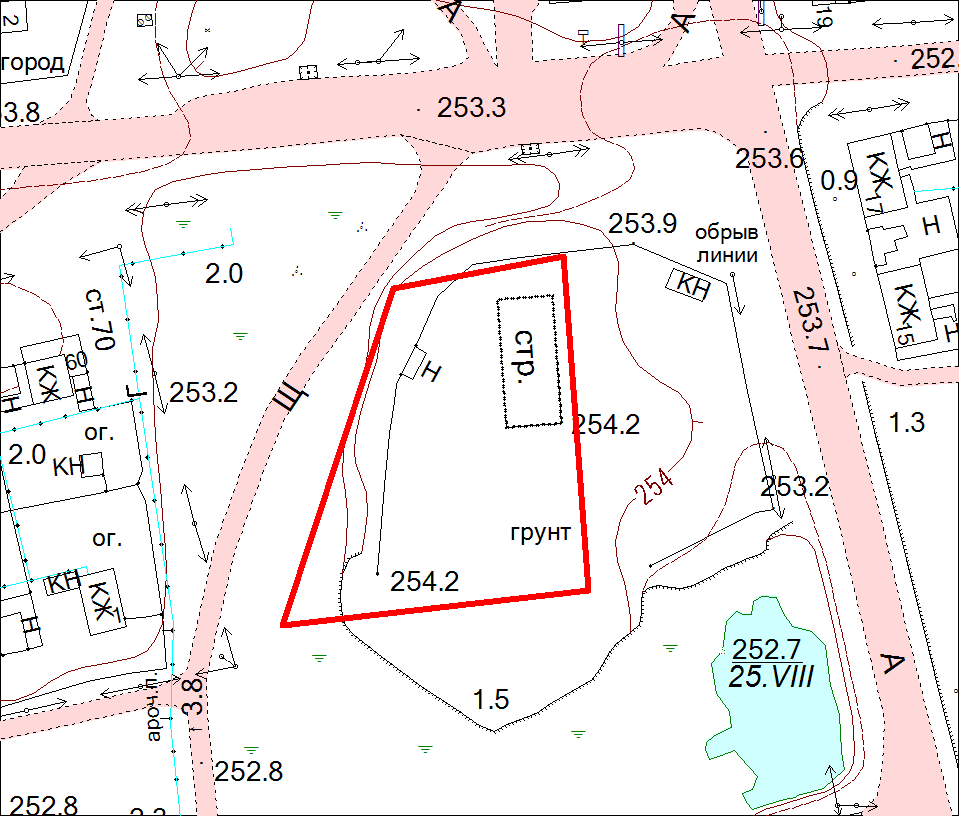 2
А
А
19
город
252.
253.3
3.8
253.6
Н
0.9
КЖ
17
Н
253.9
обрыв
линии
2.0
КН
ст.70
КЖ
15
Н
253.7
60
Н
стр.
КЖ
Н
Н
253.2
Щ
254.2
1.3
ог.
2.0
КН
254
253.2
грунт
ог.
КН
254.2
КЖ
Н
252.7
25.VIII
А
1.5
3.8
ароч.п.
252.8
252.8